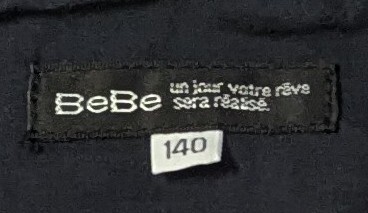 BeBe un jour votre rêve
sera réalisé.
140